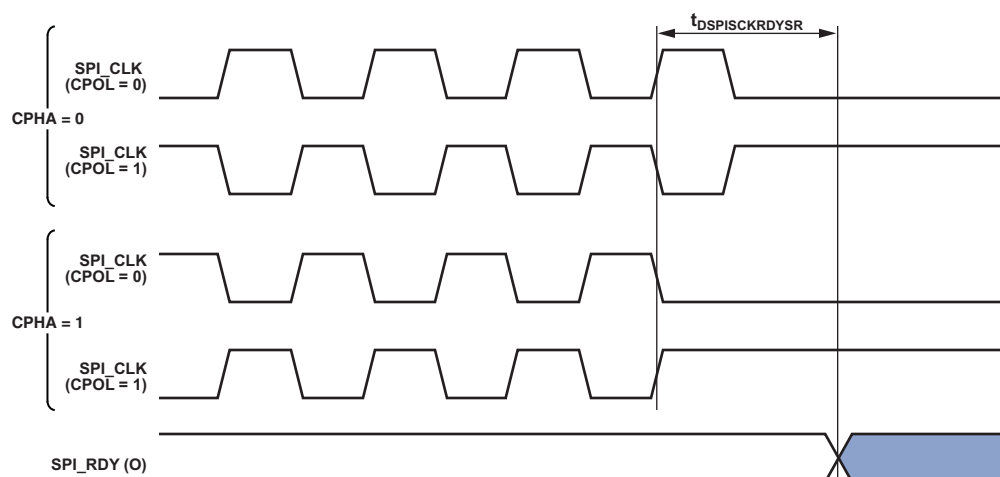 tDSPISCKRDYSR
SPI_CLK
(CPOL = 0)
CPHA = 0
SPI_CLK
(CPOL = 1)
SPI_CLK
(CPOL = 0)
CPHA = 1
SPI_CLK
(CPOL = 1)
SPI_RDY (O)